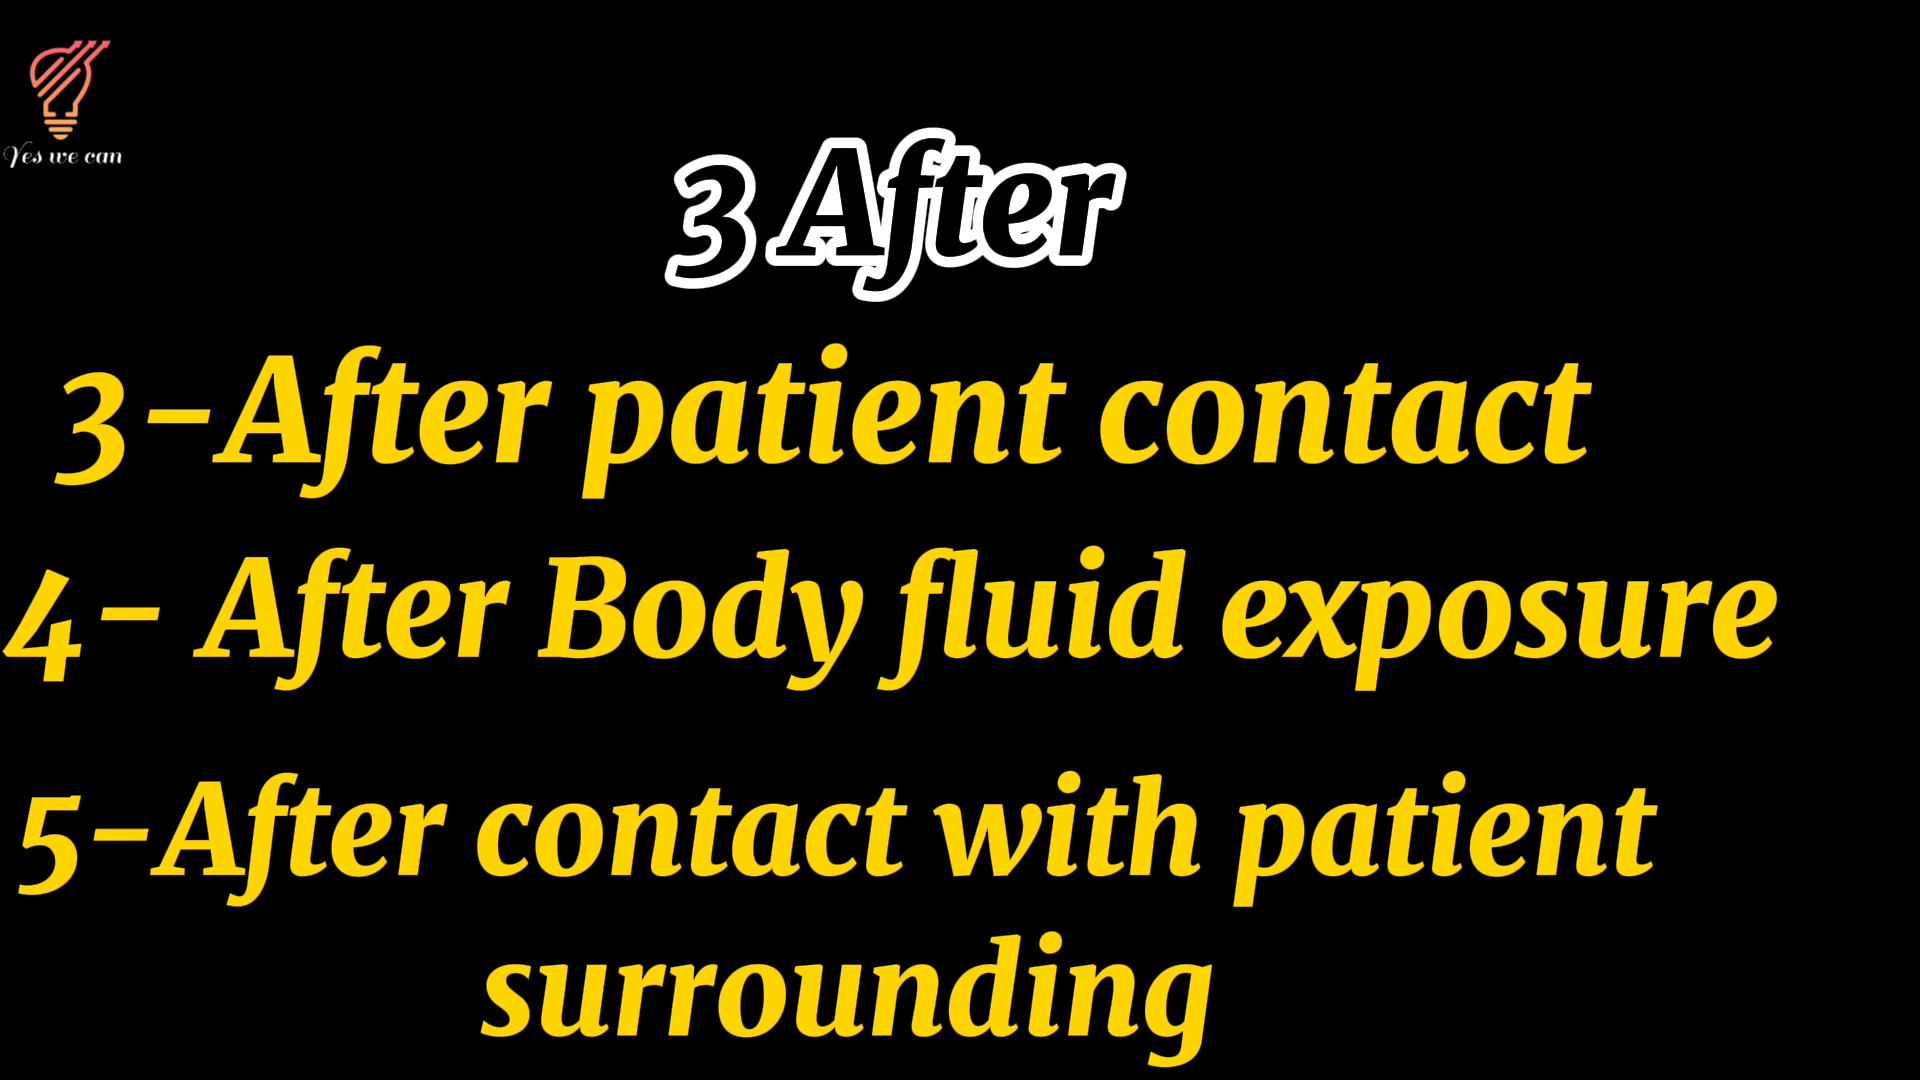 Yes we can
3 After
3-After patient contact
4- After Body fluid exposure
5-After contact with patient
surrounding